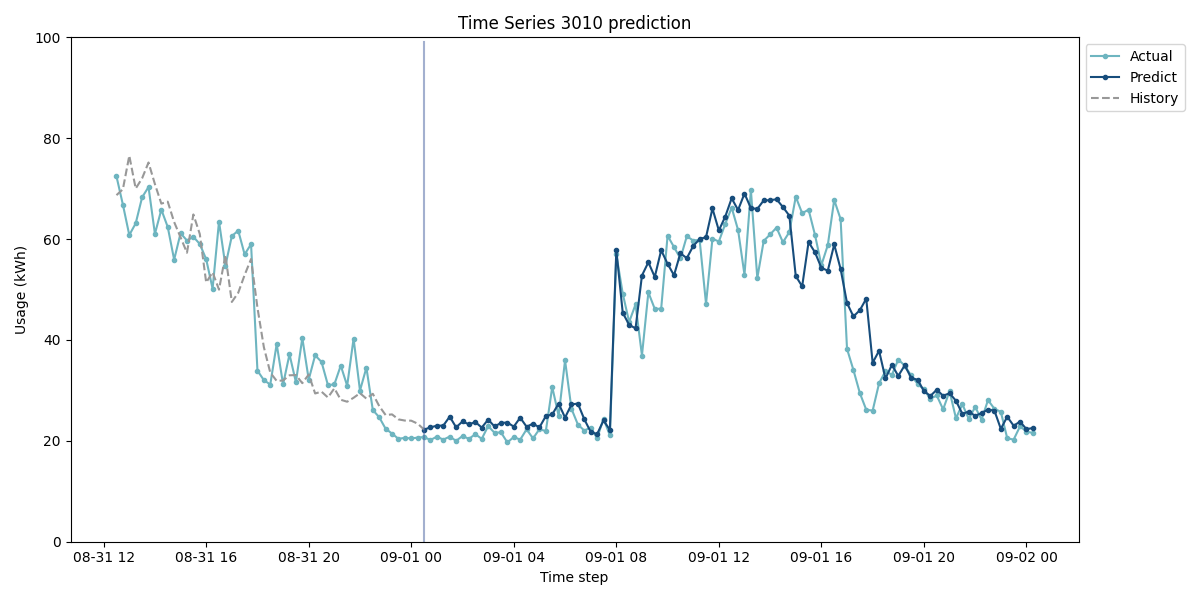 Time Series 3010 prediction
Actual
Predict
History
Usage (kWh)
100
80
60
40
20
0
08-31 12
08-31 16
08-31 20
09-01 00
09-01 04
09-01 08
09-01 12
09-01 16
09-01 20
09-02 00
Time step